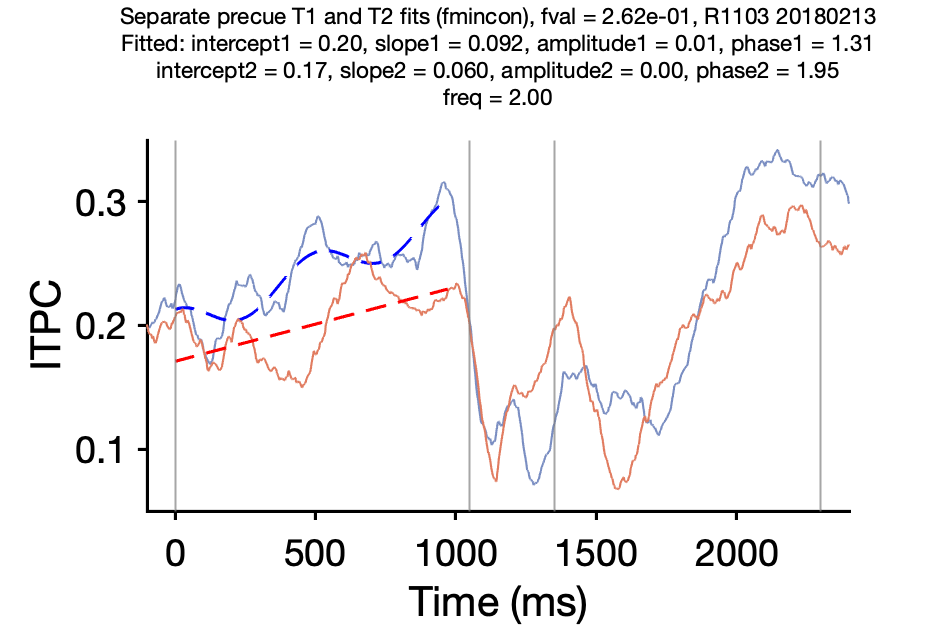 Separate precue T1 and T2 fits (fmincon), fval = 2.62e-01, R1103 20180213
Fitted: intercept1 = 0.20, slope1 = 0.092, amplitude1 = 0.01, phase1 = 1.31
intercept2 = 0.17, slope2 = 0.060, amplitude2 = 0.00, phase2 = 1.95
freq = 2.00
0.3
0.2
0.1
ITPC
0 500 1000 1500 2000
Time (ms)